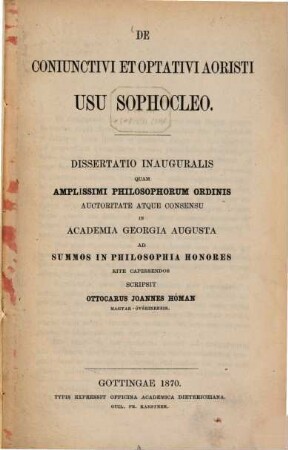 DE
CONIUNCTIVI ET OPTATIVI AORISTI
USU SOPHOCLEO.
DISSERTATIO INAUGURALIS
QUAM
AMPLISSIMI PHILOSOPHORUM ORDINIS
AUCTORITATE ATQUE CONSENSU
IN
ACADEMIA GEORGIA AUGUSTA
AD
SUMMOS IN PHILOSOPHIA HONORES
RITE CAPESSENDOS
SCRIPSIT
OTTOCARUS JOANNES HOMAN
GOTTINGAE 1870.
TYPIS EXPRESSIT OFFICINA ACADEMICA DIETERICHIANA.
GUIL. FR. KAESTNER.